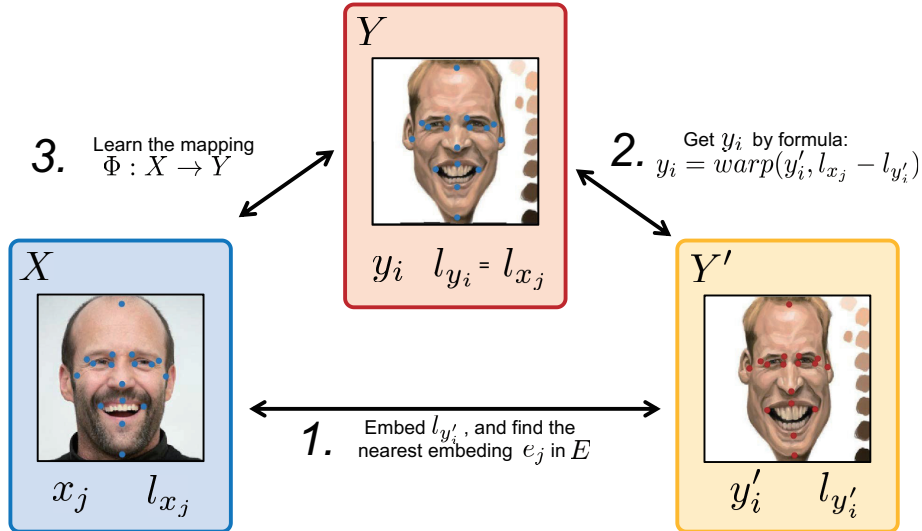 Y
3. Learn the mapping
Φ : X → Y
2. Get y_i by formula:
y_i = warp(y'_i, l_{x_j} − l_{y'_i})
y_i l_{y_i} = l_{x_j}
X
Y'
1. Embed l_{y'_i} , and find the
nearest embeding e_j in E
x_j l_{x_j}
y'_i l_{y'_i}